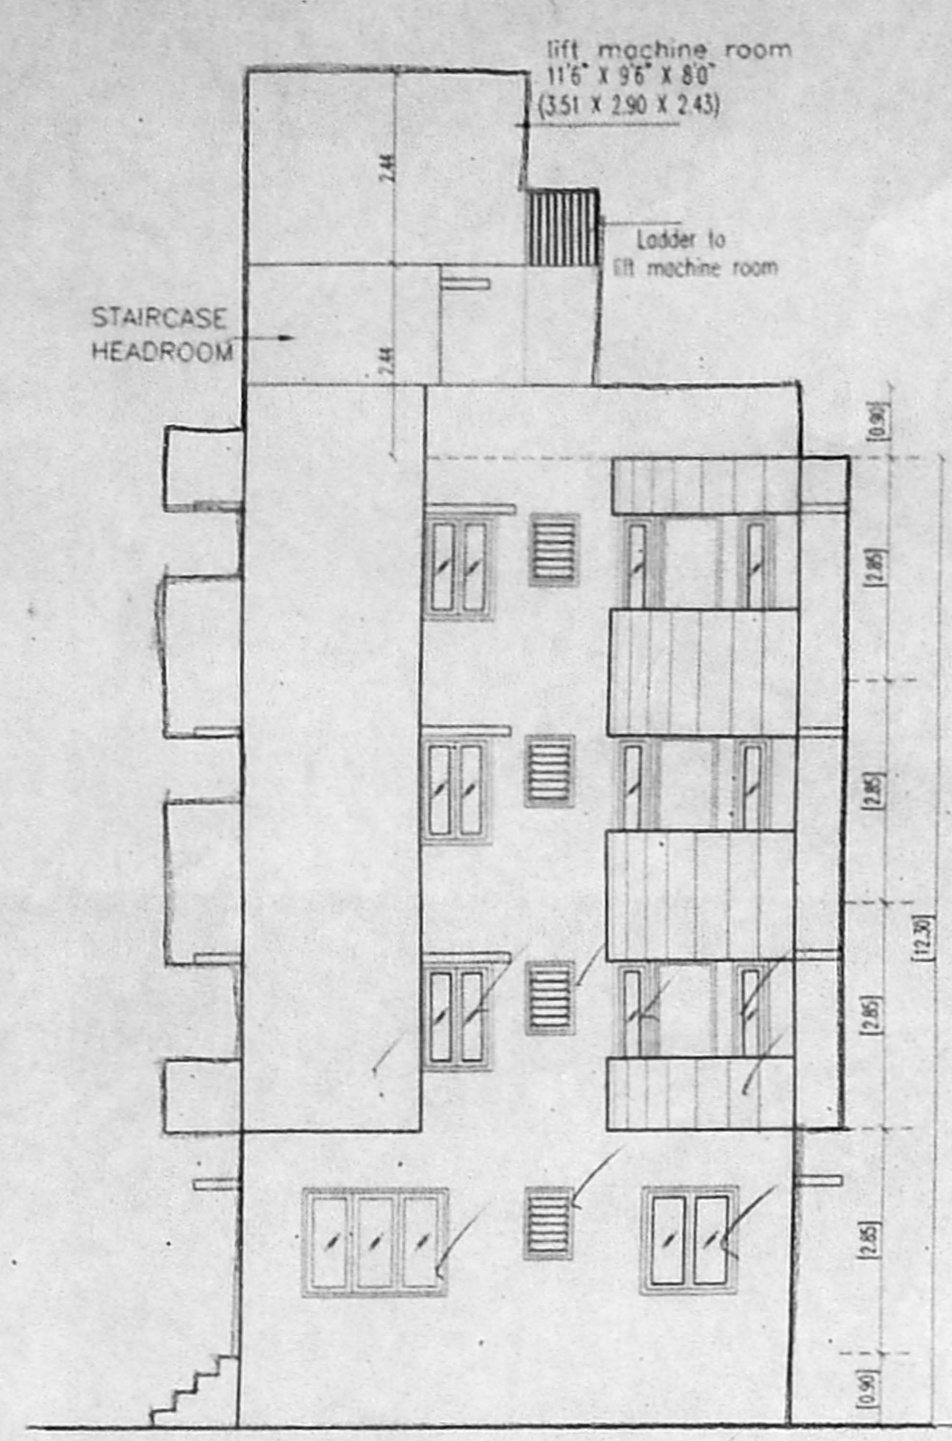 lift machine room
11'6" X 9'6" X 8'0"
(3.51 X 2.90 X 2.43)
2.44
Ladder to
lift machine room
STAIRCASE
HEADROOM
2.44
[0.90]
[2.85]
[2.85]
[12.30]
[2.85]
[2.85]
[0.90]